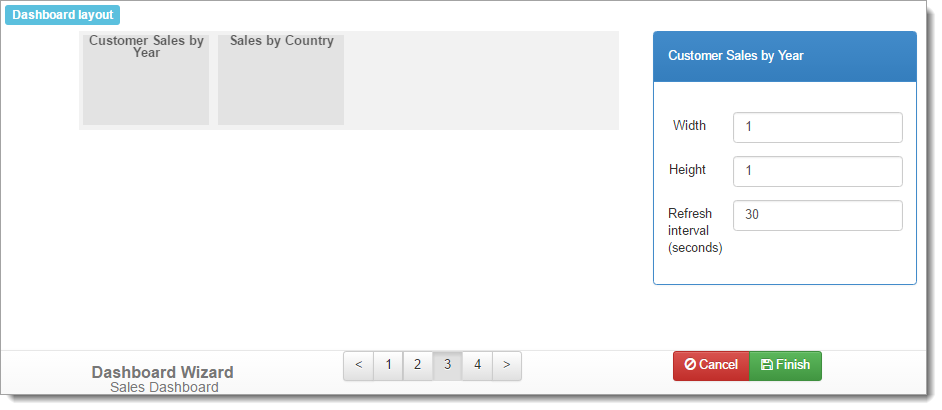 Dashboard layout
Customer Sales by
Year
Sales by Country
Customer Sales by Year
Width
1
Height
1
Refresh
interval
(seconds)
30
Dashboard Wizard
Sales Dashboard
< 1 2 3 4 >
Cancel
Finish